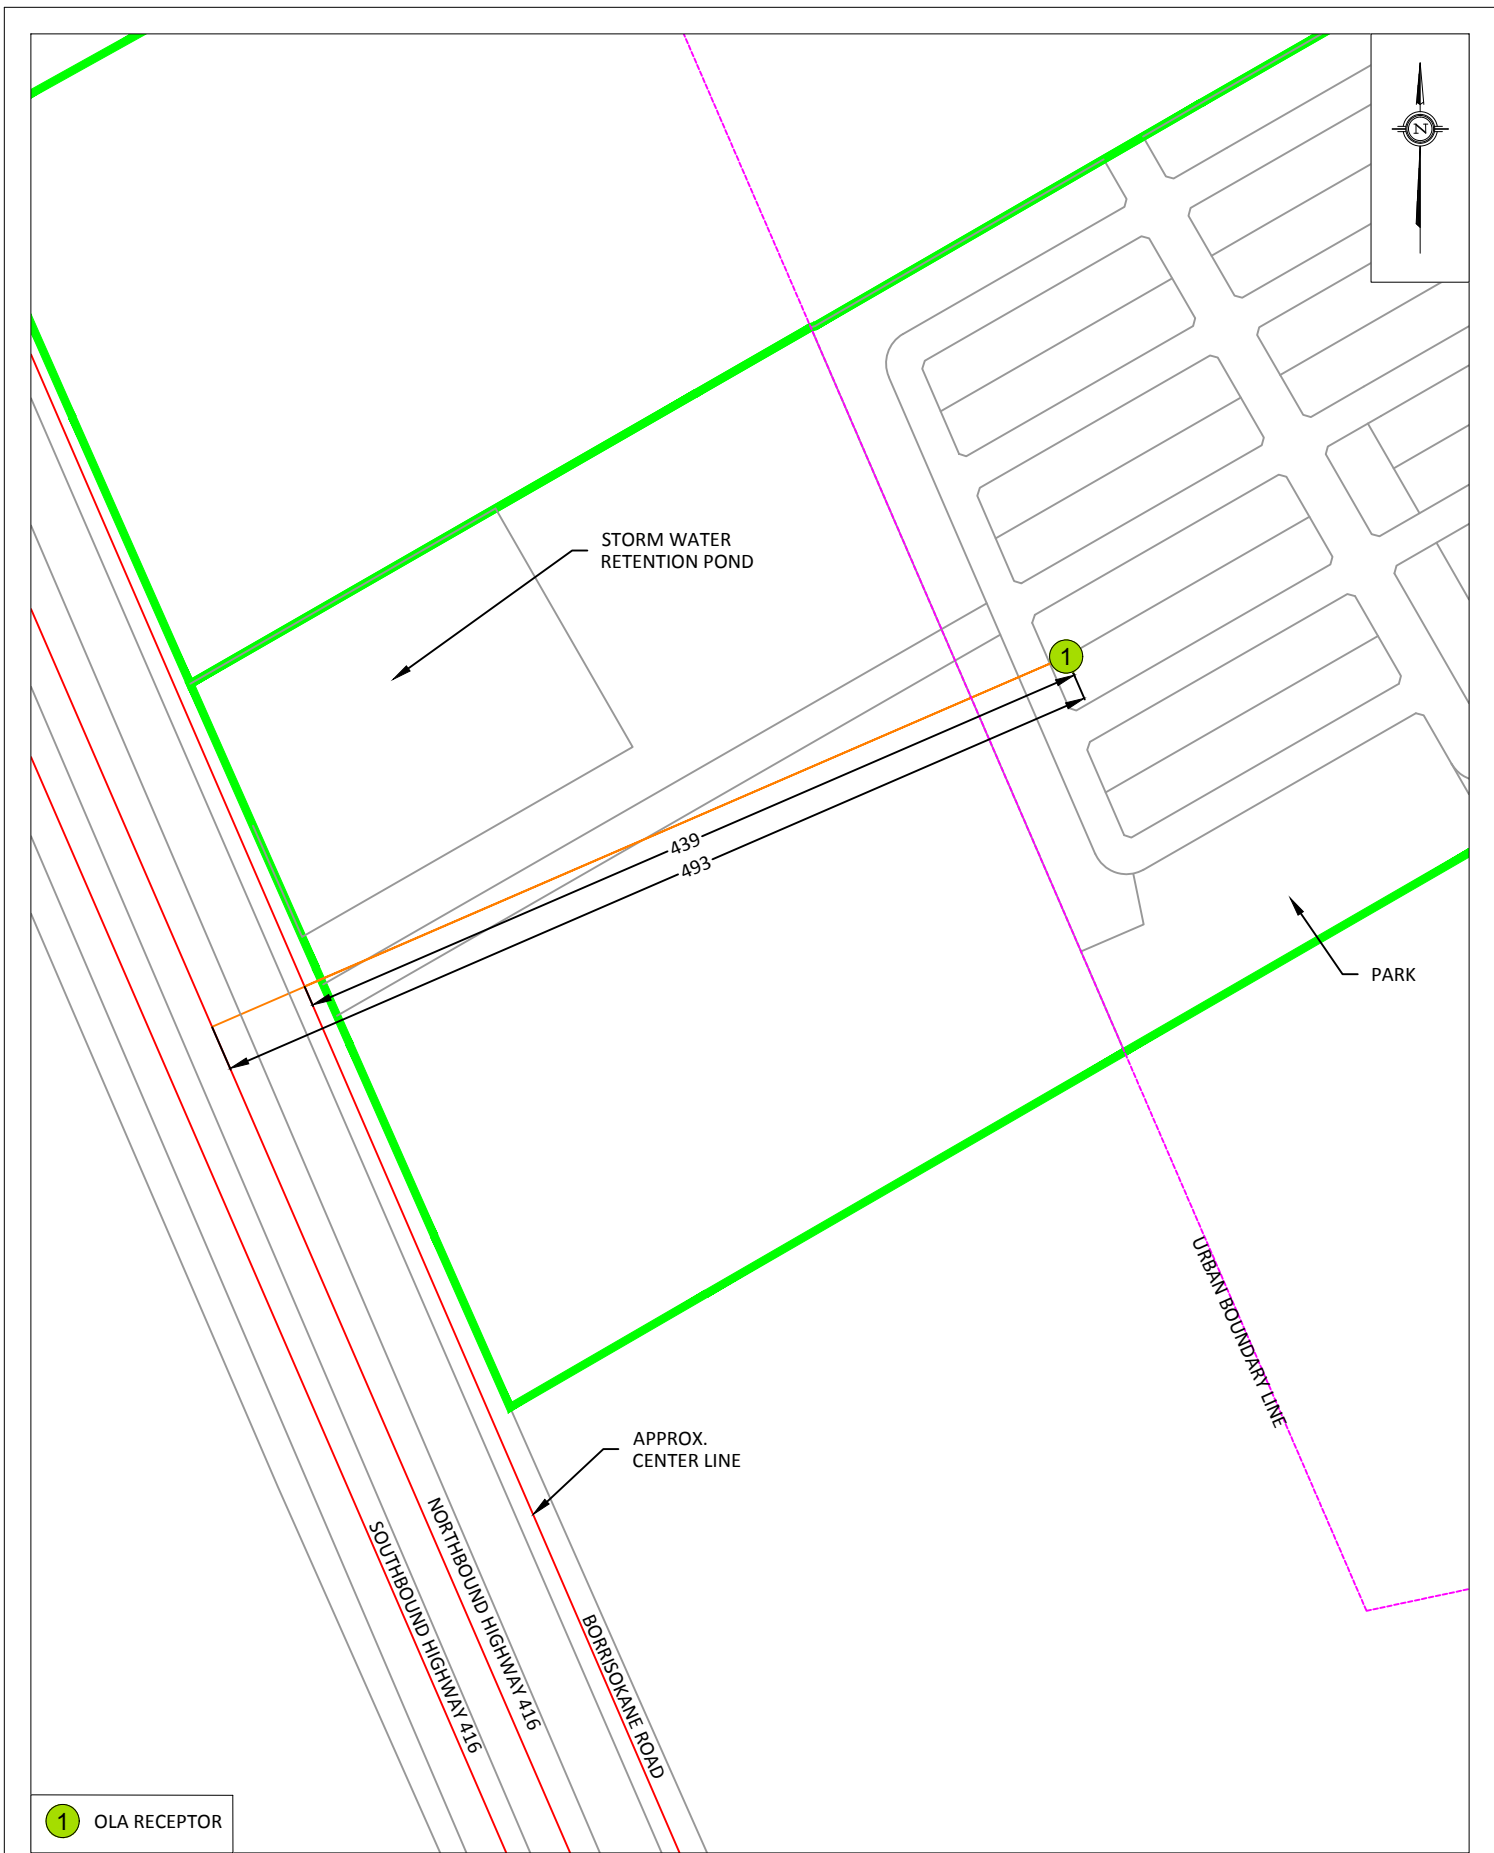 N
STORM WATER
RETENTION POND
1
439
493
PARK
URBAN BOUNDARY LINE
APPROX.
CENTER LINE
NORTHBOUND HIGHWAY 416
SOUTHBOUND HIGHWAY 416
BORRISOKANE ROAD
1 OLA RECEPTOR